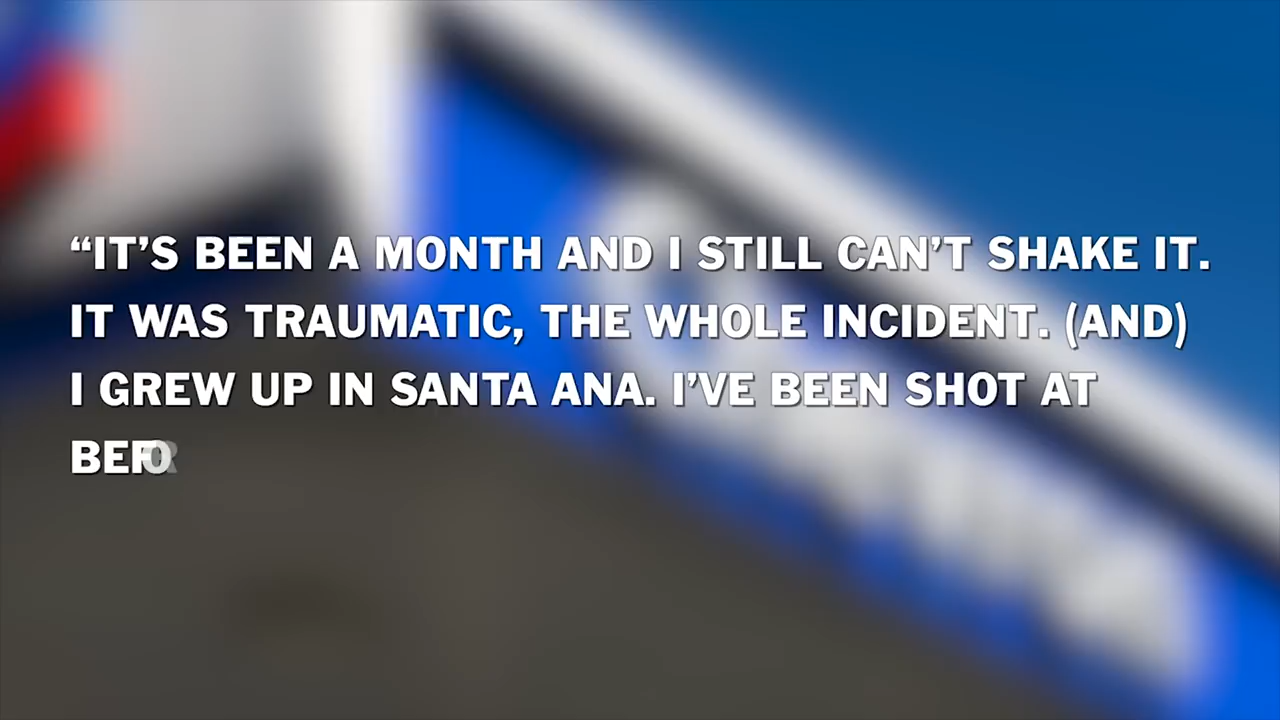 “IT’S BEEN A MONTH AND I STILL CAN’T SHAKE IT.
IT WAS TRAUMATIC, THE WHOLE INCIDENT. (AND)
I GREW UP IN SANTA ANA. I’VE BEEN SHOT AT
BEFOR